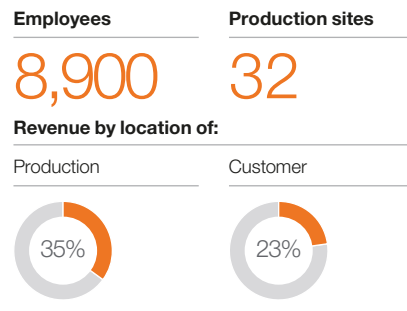 Employees
Production sites
8,900
32
Revenue by location of:
Production
Customer
35%
23%